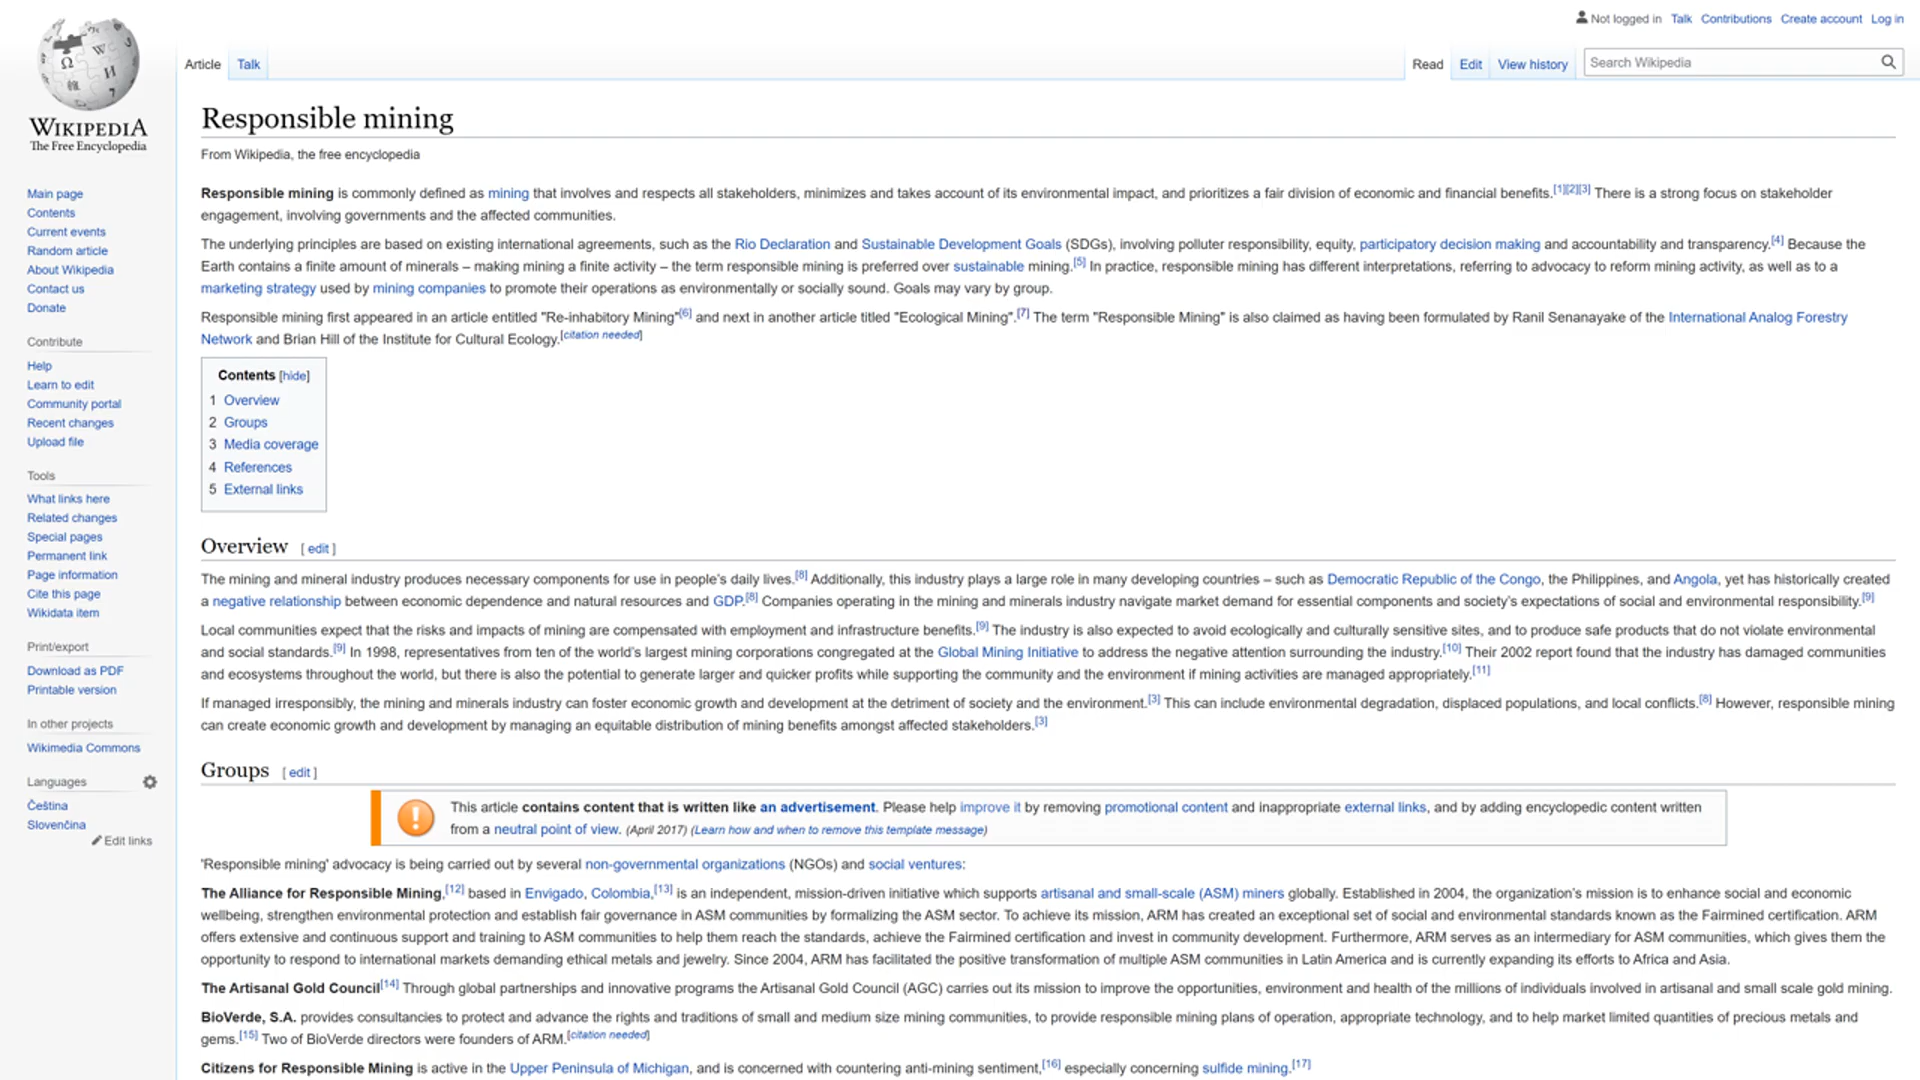 Not logged in Talk Contributions Create account Log in
Article Talk Read Edit View history Search Wikipedia
WIKIPEDIA
The Free Encyclopedia
Main page
Contents
Current events
Random article
About Wikipedia
Contact us
Donate
Contribute
Help
Learn to edit
Community portal
Recent changes
Upload file
Tools
What links here
Related changes
Special pages
Permanent link
Page information
Cite this page
Wikidata item
Print/export
Download as PDF
Printable version
In other projects
Wikimedia Commons
Languages
Čeština
Slovenčina
Edit links
Responsible mining
From Wikipedia, the free encyclopedia
Responsible mining is commonly defined as mining that involves and respects all stakeholders, minimizes and takes account of its environmental impact, and prioritizes a fair division of economic and financial benefits.[1][2][3] There is a strong focus on stakeholder
engagement, involving governments and the affected communities.
The underlying principles are based on existing international agreements, such as the Rio Declaration and Sustainable Development Goals (SDGs), involving polluter responsibility, equity, participatory decision making and accountability and transparency.[4] Because the
Earth contains a finite amount of minerals – making mining a finite activity – the term responsible mining is preferred over sustainable mining.[5] In practice, responsible mining has different interpretations, referring to advocacy to reform mining activity, as well as to a
marketing strategy used by mining companies to promote their operations as environmentally or socially sound. Goals may vary by group.
Responsible mining first appeared in an article entitled "Re-inhabitory Mining"[6] and next in another article titled "Ecological Mining".[7] The term "Responsible Mining" is also claimed as having been formulated by Ranil Senanayake of the International Analog Forestry
Network and Brian Hill of the Institute for Cultural Ecology.[citation needed]
Contents [hide]
1 Overview
2 Groups
3 Media coverage
4 References
5 External links
Overview [ edit ]
The mining and mineral industry produces necessary components for use in people's daily lives.[8] Additionally, this industry plays a large role in many developing countries – such as Democratic Republic of the Congo, the Philippines, and Angola, yet has historically created
a negative relationship between economic dependence and natural resources and GDP.[8] Companies operating in the mining and minerals industry navigate market demand for essential components and society's expectations of social and environmental responsibility.[9]
Local communities expect that the risks and impacts of mining are compensated with employment and infrastructure benefits.[9] The industry is also expected to avoid ecologically and culturally sensitive sites, and to produce safe products that do not violate environmental
and social standards.[9] In 1998, representatives from ten of the world's largest mining corporations congregated at the Global Mining Initiative to address the negative attention surrounding the industry.[10] Their 2002 report found that the industry has damaged communities
and ecosystems throughout the world, but there is also the potential to generate larger and quicker profits while supporting the community and the environment if mining activities are managed appropriately.[11]
If managed irresponsibly, the mining and minerals industry can foster economic growth and development at the detriment of society and the environment.[3] This can include environmental degradation, displaced populations, and local conflicts.[8] However, responsible mining
can create economic growth and development by managing an equitable distribution of mining benefits amongst affected stakeholders.[3]
Groups [ edit ]
This article contains content that is written like an advertisement. Please help improve it by removing promotional content and inappropriate external links, and by adding encyclopedic content written
from a neutral point of view. (April 2017) (Learn how and when to remove this template message)
'Responsible mining' advocacy is being carried out by several non-governmental organizations (NGOs) and social ventures:
The Alliance for Responsible Mining,[12] based in Envigado, Colombia,[13] is an independent, mission-driven initiative which supports artisanal and small-scale (ASM) miners globally. Established in 2004, the organization's mission is to enhance social and economic
wellbeing, strengthen environmental protection and establish fair governance in ASM communities by formalizing the ASM sector. To achieve its mission, ARM has created an exceptional set of social and environmental standards known as the Fairmined certification. ARM
offers extensive and continuous support and training to ASM communities to help them reach the standards, achieve the Fairmined certification and invest in community development. Furthermore, ARM serves as an intermediary for ASM communities, which gives them the
opportunity to respond to international markets demanding ethical metals and jewelry. Since 2004, ARM has facilitated the positive transformation of multiple ASM communities in Latin America and is currently expanding its efforts to Africa and Asia.
The Artisanal Gold Council[14] Through global partnerships and innovative programs the Artisanal Gold Council (AGC) carries out its mission to improve the opportunities, environment and health of the millions of individuals involved in artisanal and small scale gold mining.
BioVerde, S.A. provides consultancies to protect and advance the rights and traditions of small and medium size mining communities, to provide responsible mining plans of operation, appropriate technology, and to help market limited quantities of precious metals and
gems.[15] Two of BioVerde directors were founders of ARM.[citation needed]
Citizens for Responsible Mining is active in the Upper Peninsula of Michigan, and is concerned with countering anti-mining sentiment,[16] especially concerning sulfide mining.[17]